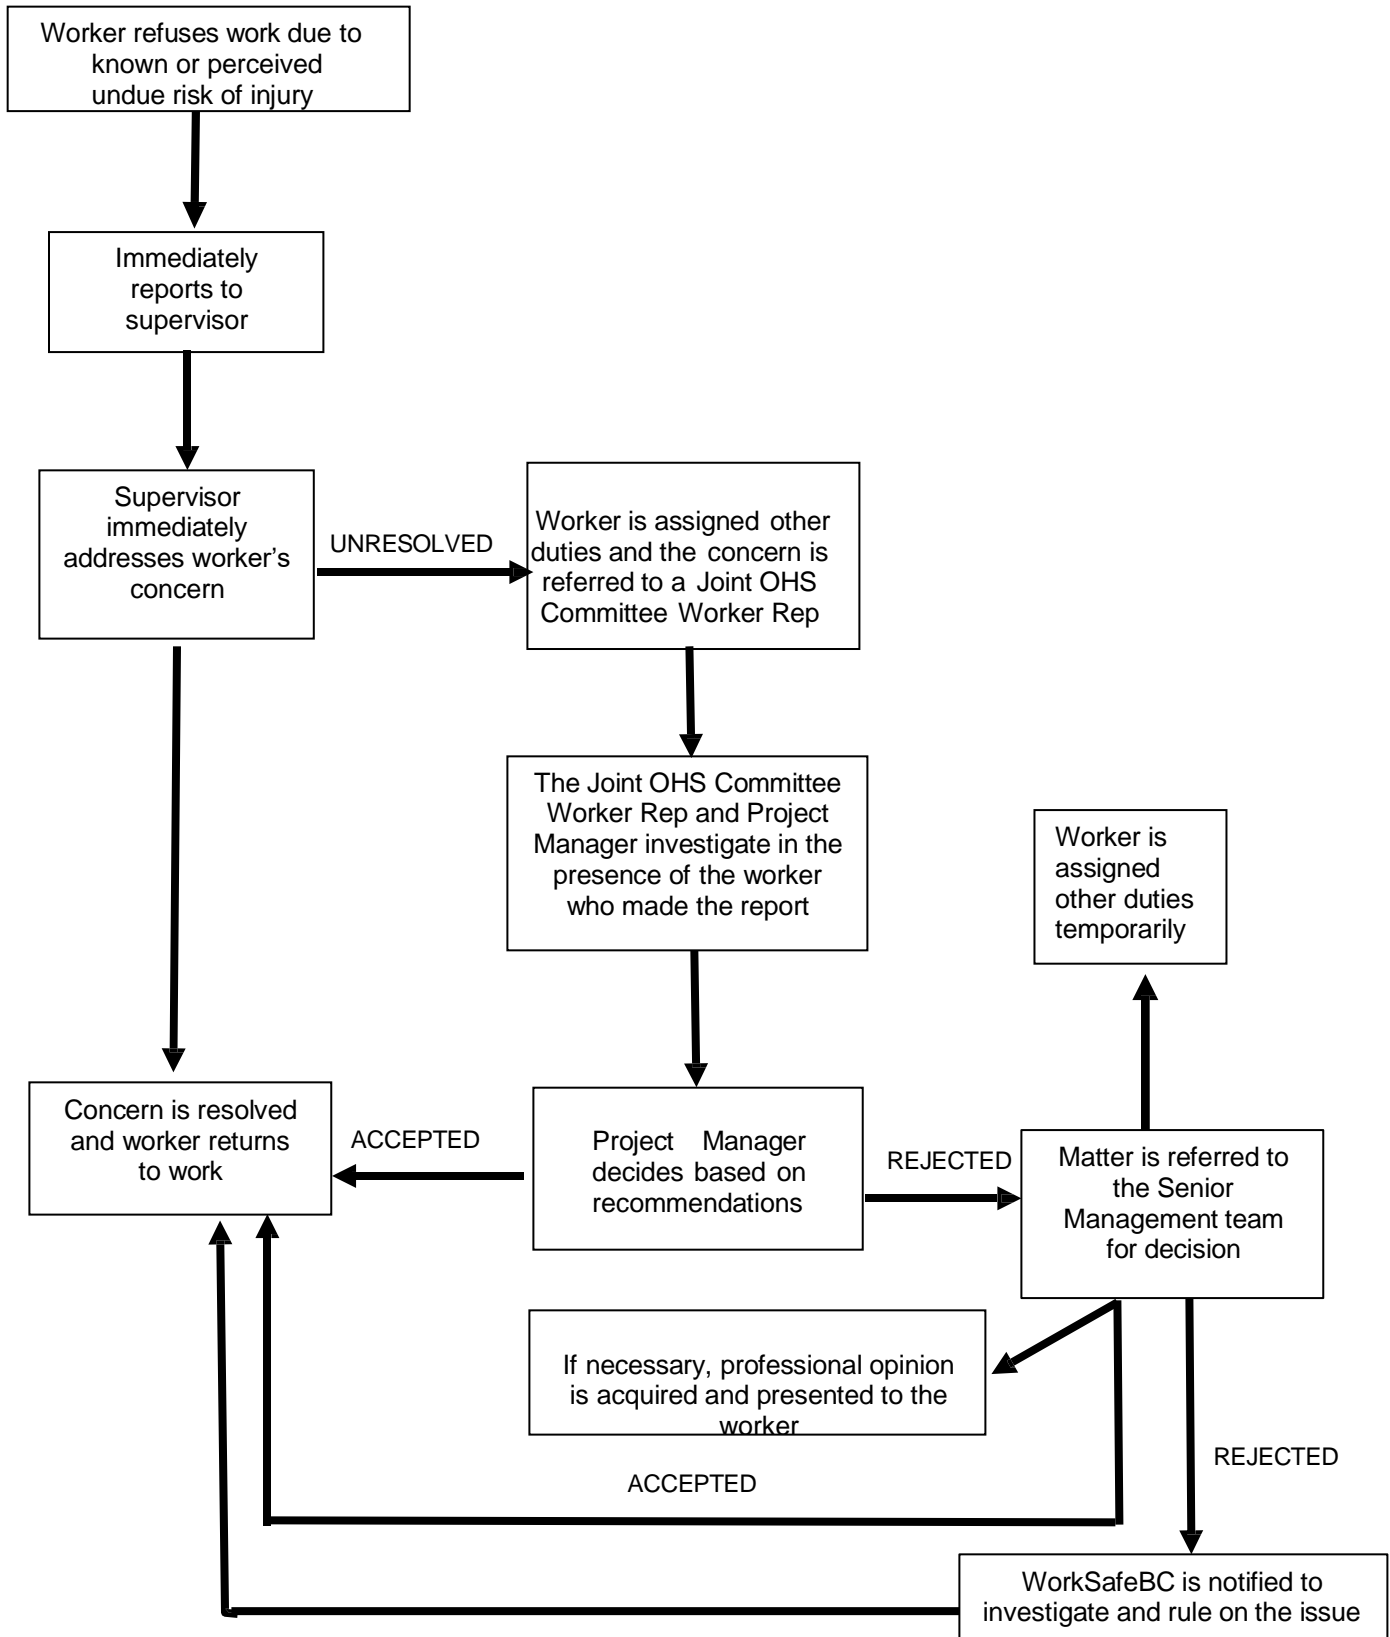 Worker refuses work due to
known or perceived
undue risk of injury
Immediately
reports to
supervisor
Supervisor
immediately
addresses worker's
concern
UNRESOLVED
Worker is assigned other
duties and the concern is
referred to a Joint OHS
Committee Worker Rep
The Joint OHS Committee
Worker Rep and Project
Manager investigate in the
presence of the worker
who made the report
Worker is
assigned
other duties
temporarily
Concern is resolved
and worker returns
to work
ACCEPTED
Project Manager
decides based on
recommendations
REJECTED
Matter is referred to
the Senior
Management team
for decision
If necessary, professional opinion
is acquired and presented to the
worker
ACCEPTED
REJECTED
WorkSafeBC is notified to
investigate and rule on the issue